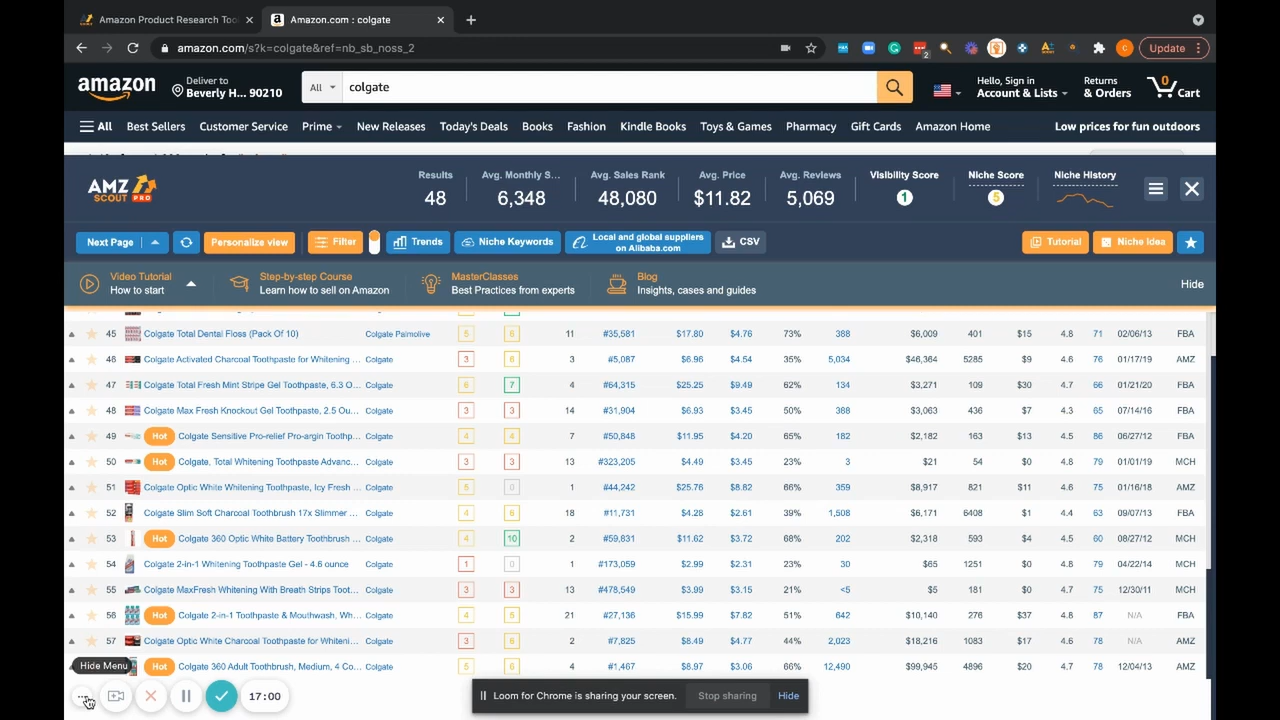 Amazon Product Research Too
Amazon.com : colgate
amazon.com/s?k=colgate&ref=nb_sb_noss_2
2
C
Update
amazon
Deliver to
Beverly H... 90210
All
colgate
Hello, Sign in
Account & Lists
Returns
& Orders
0
Cart
All Best Sellers Customer Service Prime New Releases Today's Deals Books Fashion Kindle Books Toys & Games Pharmacy Gift Cards Amazon Home Low prices for fun outdoors
AMZ
SCOUT PRO
Results Avg. Monthly S... Avg. Sales Rank Avg. Price Avg. Reviews Visibility Score Niche Score Niche History
48 6,348 48,080 $11.82 5,069 1 5
Next Page Personalize view Filter Trends Niche Keywords Local and global suppliers on Alibaba.com CSV Tutorial Niche Idea
Video Tutorial Step-by-step Course MasterClasses Blog
How to start Learn how to sell on Amazon Best Practices from experts Insights, cases and guides Hide
45 Colgate Total Dental Floss (Pack Of 10) Colgate Palmolive 5 6 11 #35,581 $17.80 $4.76 73% 388 $6,009 401 $15 4.8 71 02/06/13 FBA
46 Colgate Activated Charcoal Toothpaste for Whitening ... Colgate 3 6 3 #5,087 $6.96 $4.54 35% 5,034 $46,364 5285 $9 4.6 76 01/17/19 AMZ
47 Colgate Total Fresh Mint Stripe Gel Toothpaste, 6.3 O... Colgate 6 7 4 #64,315 $25.25 $9.49 62% 134 $3,271 109 $30 4.7 66 01/21/20 FBA
48 Colgate Max Fresh Knockout Gel Toothpaste, 2.5 Ou... Colgate 3 3 14 #31,904 $6.93 $3.45 50% 988 $3,063 436 $7 4.3 65 07/14/16 FBA
49 Hot Colgate Sensitive Pro-relief Pro-argin Toothp... Colgate 4 4 7 #50,848 $11.95 $4.20 65% 182 $2,182 163 $13 4.5 86 06/27/12 FBA
50 Hot Colgate, Total Whitening Toothpaste Advanc... Colgate 3 3 13 #323,205 $4.49 $3.45 23% 3 $21 54 $0 4.8 79 01/01/19 MCH
51 Colgate Optic White Whitening Toothpaste, Icy Fresh ... Colgate 5 0 1 #44,242 $25.76 $8.82 66% 359 $8,917 821 $11 4.6 75 01/16/18 AMZ
52 Colgate Slim Soft Charcoal Toothbrush 17x Slimmer ... Colgate 4 6 18 #11,731 $4.28 $2.61 39% 1,508 $6,171 6408 $1 4.4 63 09/07/13 FBA
53 Hot Colgate 360 Optic White Battery Toothbrush ... Colgate 4 10 2 #59,831 $11.62 $3.72 68% 202 $2,318 593 $4 4.5 60 08/27/12 MCH
54 Colgate 2-in-1 Whitening Toothpaste Gel - 4.6 ounce Colgate 1 0 1 #173,059 $2.99 $2.31 23% 30 $65 1251 $0 4.8 79 04/22/14 MCH
55 Colgate MaxFresh Whitening With Breath Strips Toot... Colgate 3 3 13 #478,549 $3.99 $3.15 21% <5 $5 181 $0 4.7 75 12/30/11 MCH
56 Hot Colgate 2-in-1 Toothpaste & Mouthwash, Wh... Colgate 4 5 21 #27,136 $15.99 $7.82 51% 642 $10,140 276 $37 4.8 87 N/A FBA
57 Colgate Optic White Charcoal Toothpaste for Whiteni... Colgate 3 6 2 #7,825 $8.49 $4.77 44% 2,023 $18,216 1083 $17 4.6 78 N/A AMZ
Hot Colgate 360 Adult Toothbrush, Medium, 4 Co... Colgate 5 6 4 #1,467 $8.97 $3.06 66% 12,490 $99,945 4896 $20 4.7 78 12/04/13 AMZ
Hide Menu
17:00
Loom for Chrome is sharing your screen. Stop sharing Hide